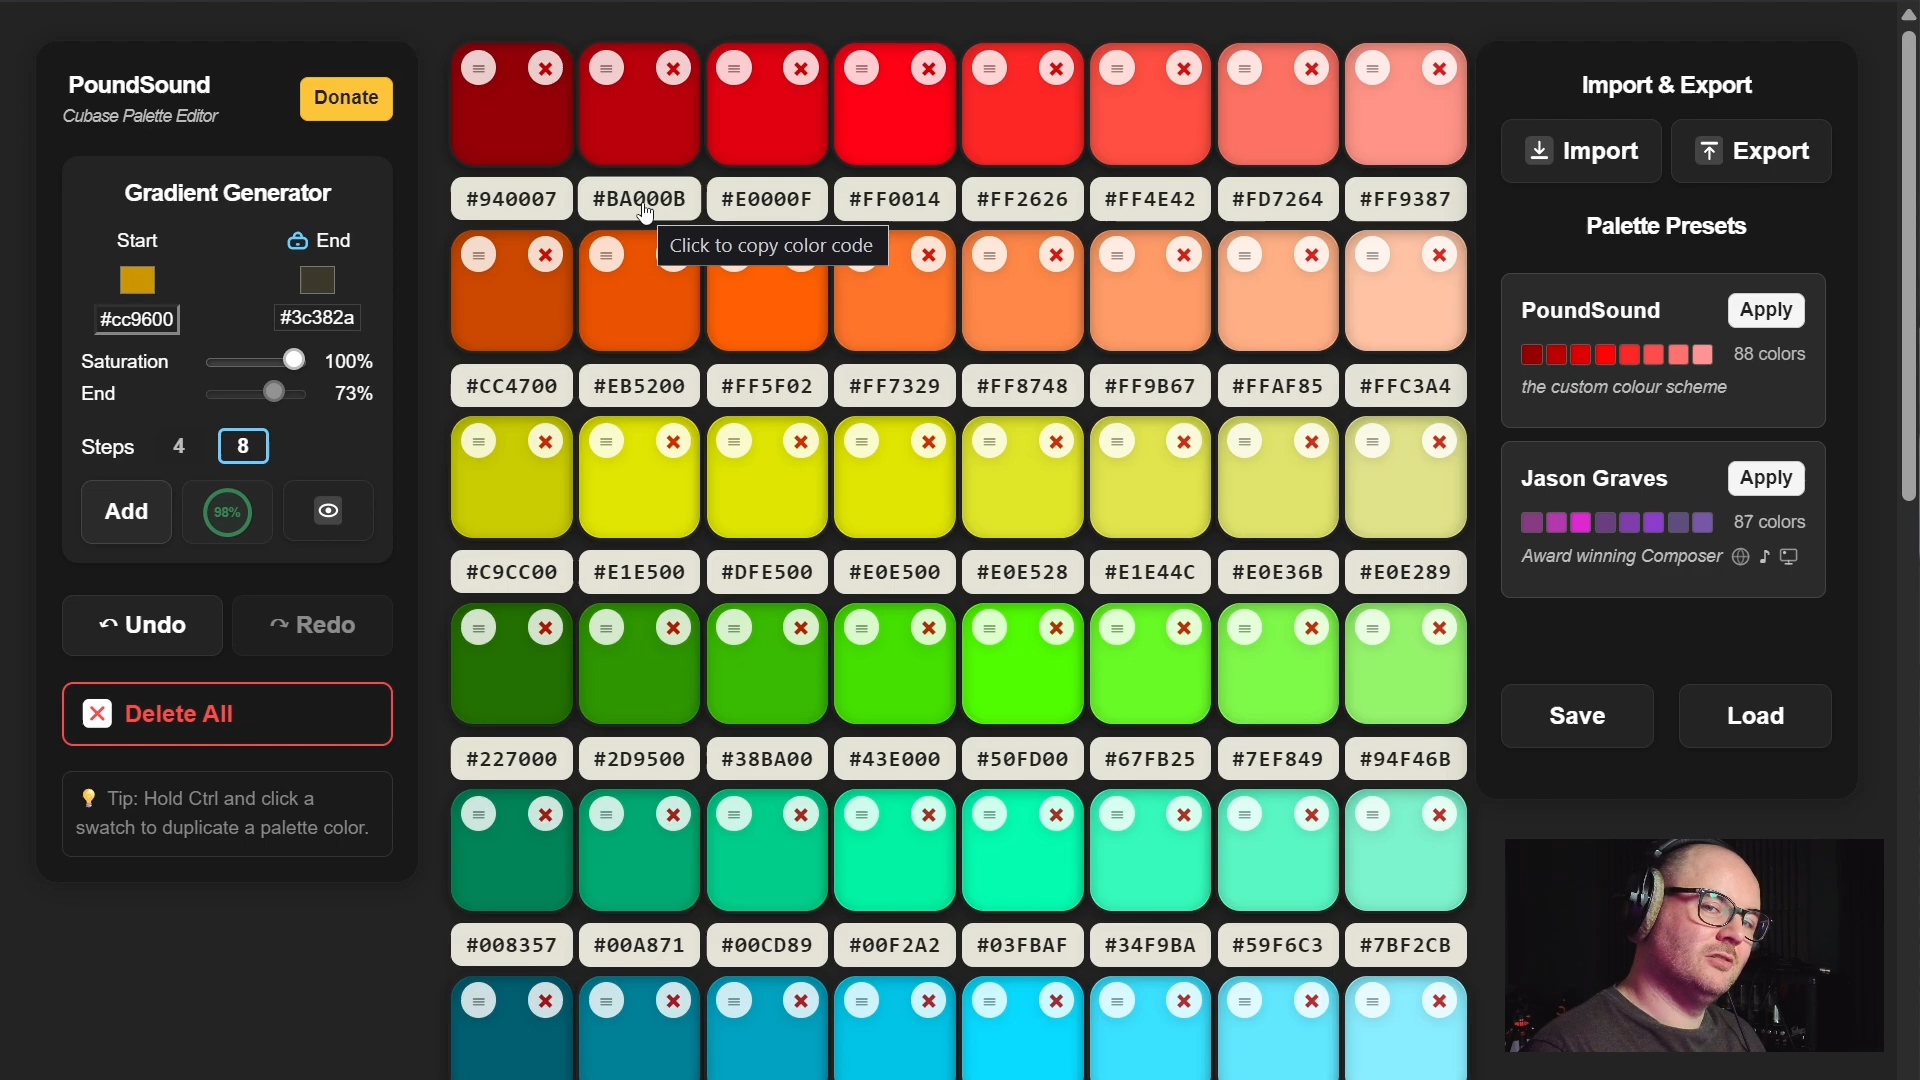 PoundSound
Cubase Palette Editor
Donate
Gradient Generator
Start
End
#cc9600
#3c382a
Saturation 100%
End 73%
Steps 4 8
Add
98%
Undo
Redo
Delete All
Tip: Hold Ctrl and click a
swatch to duplicate a palette color.
#940007 #BA000B #E0000F #FF0014 #FF2626 #FF4E42 #FD7264 #FF9387
Click to copy color code
#CC4700 #EB5200 #FF5F02 #FF7329 #FF8748 #FF9B67 #FFAF85 #FFC3A4
#C9CC00 #E1E500 #DFE500 #E0E500 #E0E528 #E1E44C #E0E36B #E0E289
#227000 #2D9500 #38BA00 #43E000 #50FD00 #67FB25 #7EF849 #94F46B
#008357 #00A871 #00CD89 #00F2A2 #03FBAF #34F9BA #59F6C3 #7BF2CB
Import & Export
Import
Export
Palette Presets
PoundSound
Apply
88 colors
the custom colour scheme
Jason Graves
Apply
87 colors
Award winning Composer
Save
Load